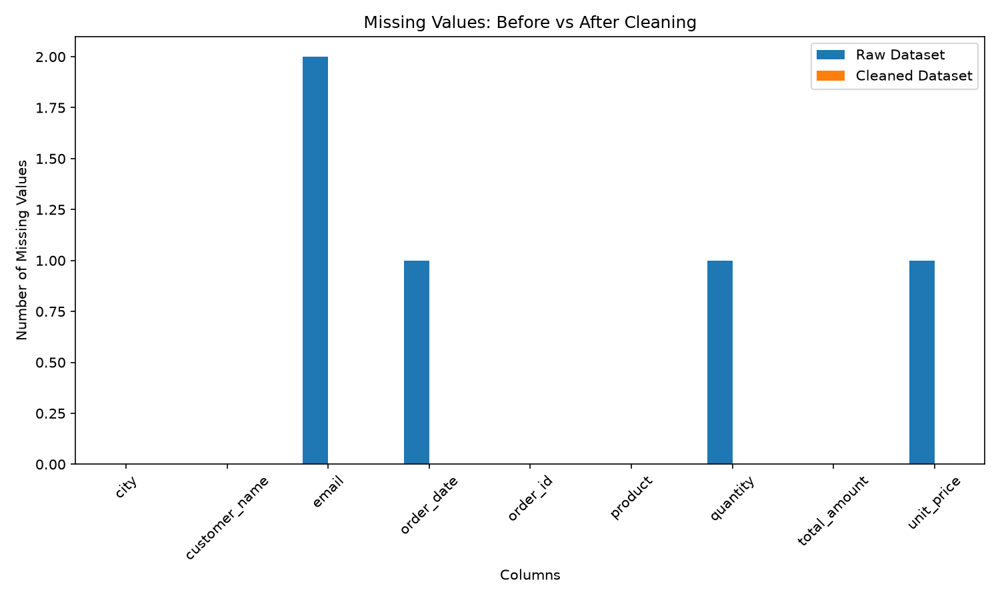 Missing Values: Before vs After Cleaning
Raw Dataset
Cleaned Dataset
Number of Missing Values
2.00
1.75
1.50
1.25
1.00
0.75
0.50
0.25
0.00
city
customer_name
email
order_date
order_id
product
quantity
total_amount
unit_price
Columns